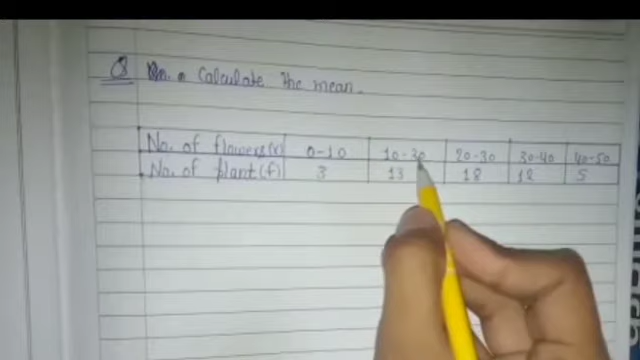 Q Calculate the mean.
No. of flowers(x) 0-10 10-30 20-30 30-40 40-50
No. of plant(f) 3 13 18 12 5